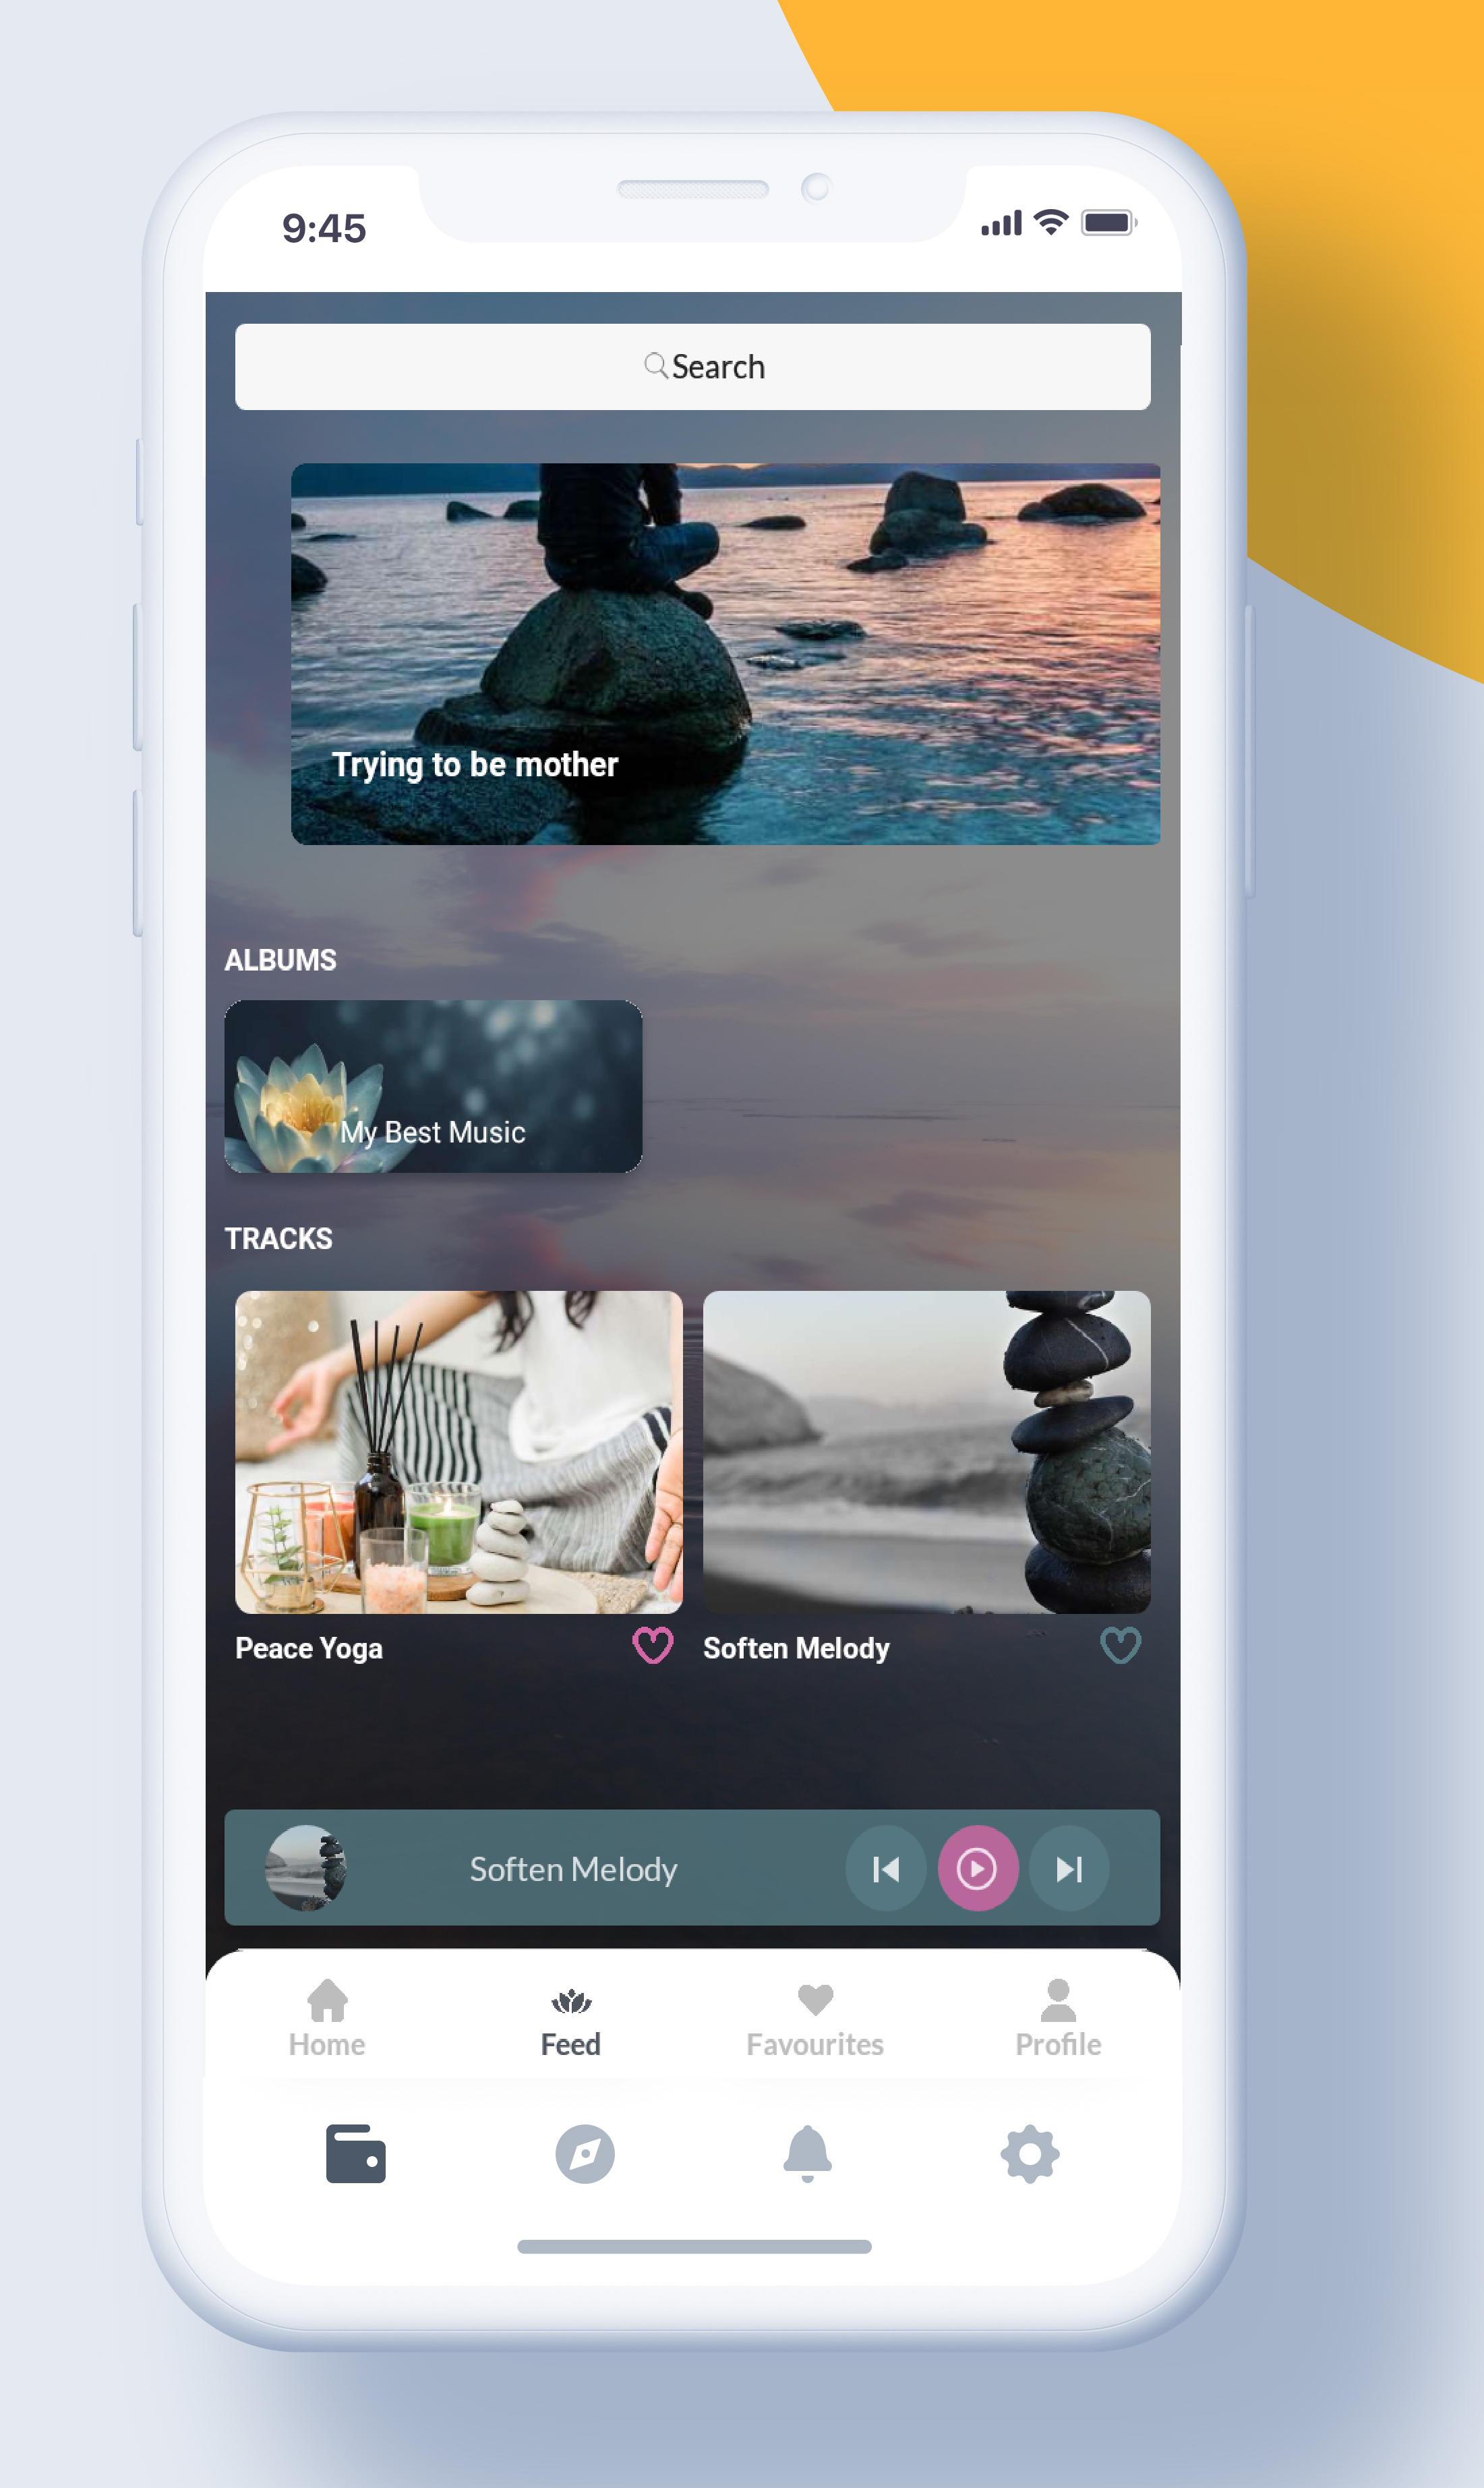 9:45
Search
Trying to be mother
ALBUMS
My Best Music
TRACKS
Peace Yoga
Soften Melody
Soften Melody
Home
Feed
Favourites
Profile